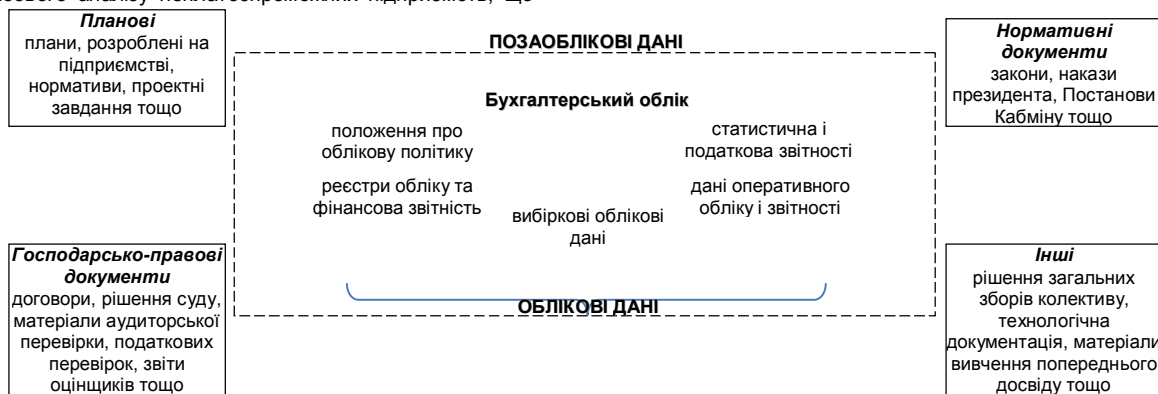 неплатоспроможних підприємств, що
Планові
плани, розроблені на
підприємстві,
нормативи, проектні
завдання тощо
ПОЗАОБЛІКОВІ ДАНІ
Нормативні
документи
закони, накази
президента, Постанови
Кабміну тощо
Бухгалтерський облік
положення про
облікову політику
статистична і
податкова звітності
реєстри обліку та
фінансова звітність
дані оперативного
обліку і звітності
вибіркові облікові
дані
ОБЛІКОВІ ДАНІ
Господарсько-правові
документи
договори, рішення суду,
матеріали аудиторської
перевірки, податкових
перевірок, звіти
оцінщиків тощо
Інші
рішення загальних
зборів колективу,
технологічна
документація, матеріали
вивчення попереднього
досвіду тощо